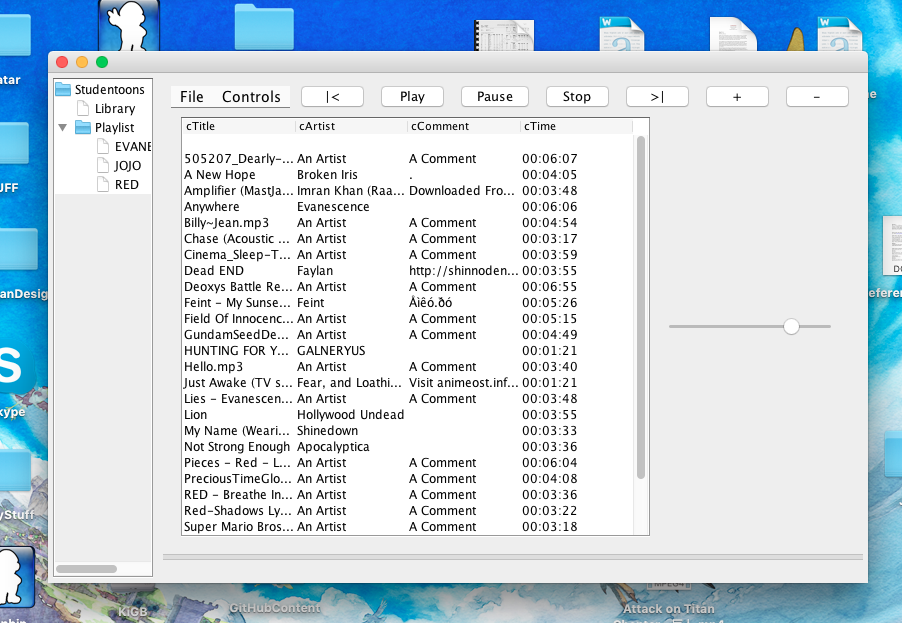 atar
JFF
anDesig
S
kype
yStuff
Studentoons
Library
Playlist
EVANE
JOJO
RED
File Controls |< Play Pause Stop >| + -
cTitle cArtist cComment cTime
505207_Dearly-... An Artist A Comment 00:06:07
A New Hope Broken Iris . 00:04:05
Amplifier (MastJa... Imran Khan (Raa... Downloaded Fro... 00:03:48
Anywhere Evanescence 00:06:06
Billy~Jean.mp3 An Artist A Comment 00:04:54
Chase (Acoustic ... An Artist A Comment 00:03:17
Cinema_Sleep-T... An Artist A Comment 00:03:59
Dead END Faylan http://shinnoden... 00:03:55
Deoxys Battle Re... An Artist A Comment 00:06:55
Feint - My Sunse... Feint Åìêó.ðó 00:05:26
Field Of Innocenc... An Artist A Comment 00:05:15
GundamSeedDe... An Artist A Comment 00:04:49
HUNTING FOR Y... GALNERYUS 00:01:21
Hello.mp3 An Artist A Comment 00:03:40
Just Awake (TV s... Fear, and Loathi... Visit animeost.inf... 00:01:21
Lies - Evanescen... An Artist A Comment 00:03:48
Lion Hollywood Undead 00:03:55
My Name (Weari... Shinedown 00:03:33
Not Strong Enough Apocalyptica 00:03:36
Pieces - Red - L... An Artist A Comment 00:06:04
PreciousTimeGlo... An Artist A Comment 00:04:08
RED - Breathe In... An Artist A Comment 00:03:36
Red-Shadows Ly... An Artist A Comment 00:03:22
Super Mario Bros... An Artist A Comment 00:03:18
W
W
ne
DO
eferer
KiGB
GitHubContent
MPEG4
Attack on Titan